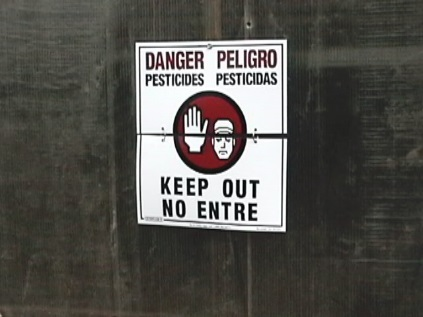 DANGER PELIGRO
PESTICIDES PESTICIDAS
KEEP OUT
NO ENTRE